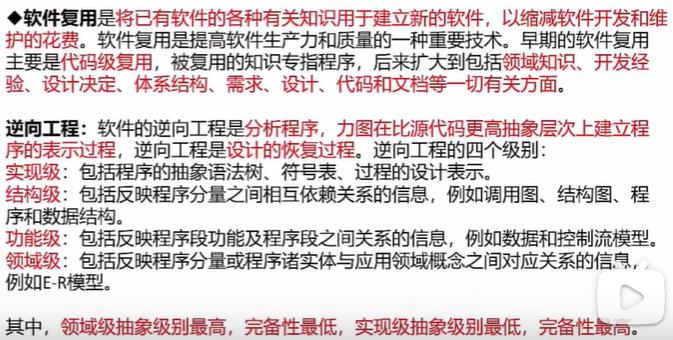 ◆软件复用是将已有软件的各种有关知识用于建立新的软件，以缩减软件开发和维
护的花费。软件复用是提高软件生产力和质量的一种重要技术。早期的软件复用
主要是代码级复用，被复用的知识专指程序，后来扩大到包括领域知识、开发经
验、设计决定、体系结构、需求、设计、代码和文档等一切有关方面。
逆向工程：软件的逆向工程是分析程序，力图在比源代码更高抽象层次上建立程
序的表示过程，逆向工程是设计的恢复过程。逆向工程的四个级别：
实现级：包括程序的抽象语法树、符号表、过程的设计表示。
结构级：包括反映程序分量之间相互依赖关系的信息，例如调用图、结构图、程
序和数据结构。
功能级：包括反映程序段功能及程序段之间关系的信息，例如数据和控制流模型。
领域级：包括反映程序分量或程序诸实体与应用领域概念之间对应关系的信息，
例如E-R模型。
其中，领域级抽象级别最高，完备性最低，实现级抽象级别最低，完备性最高。